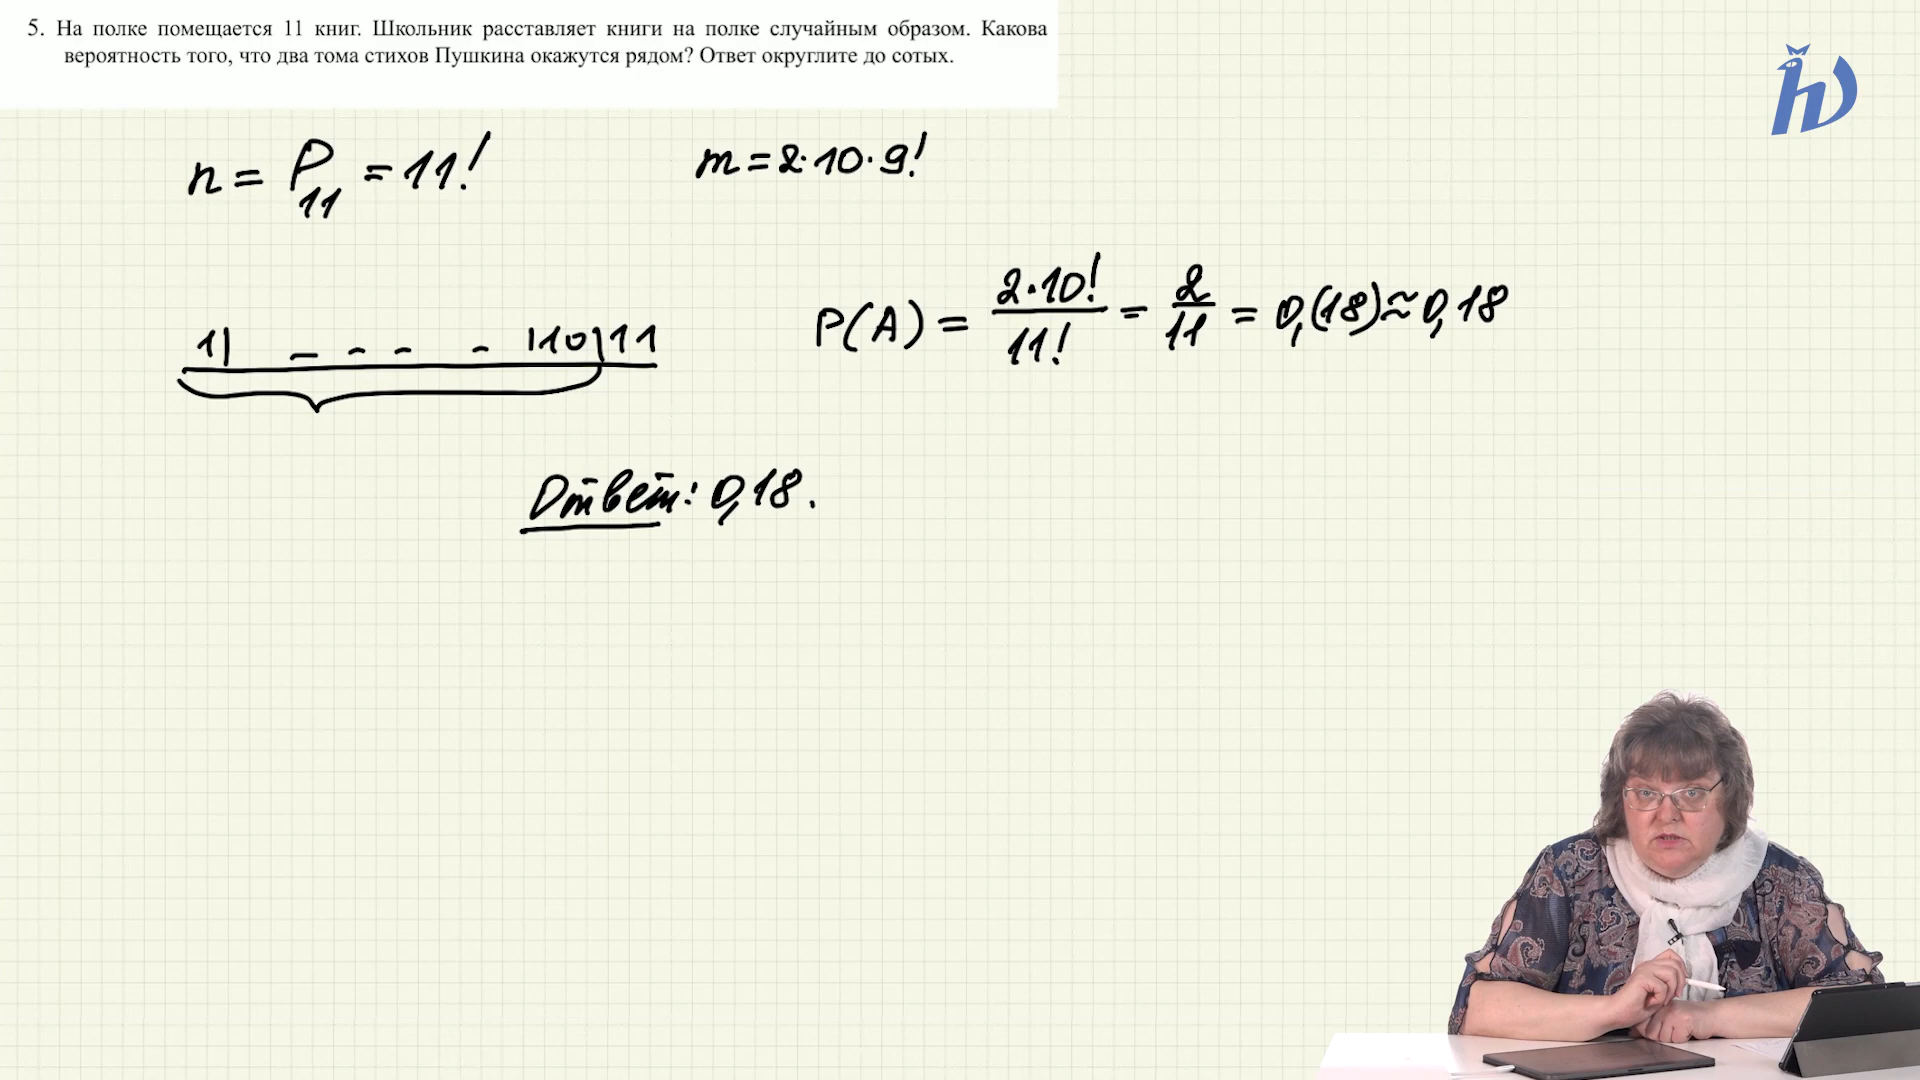 5. На полке помещается 11 книг. Школьник расставляет книги на полке случайным образом. Какова
вероятность того, что два тома стихов Пушкина окажутся рядом? Ответ округлите до сотых.
n = P₁₁ = 11!
m = 2·10·9!
P(A) = 2·10!/11! = 2/11 = 0,(18) ≈ 0,18
1| _ - - - |10|11
Ответ: 0,18.